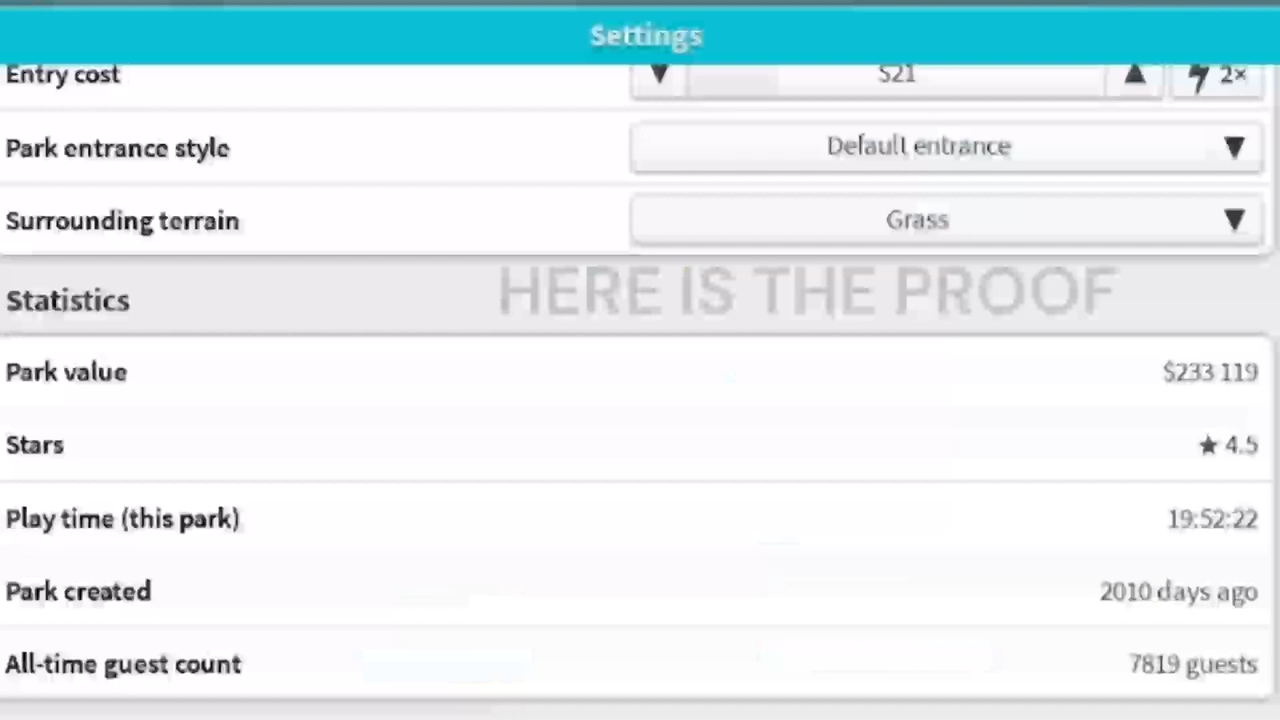 Settings
Entry cost $21 2×
Park entrance style Default entrance
Surrounding terrain Grass
Statistics HERE IS THE PROOF
Park value $233 119
Stars ★ 4.5
Play time (this park) 19:52:22
Park created 2010 days ago
All-time guest count 7819 guests